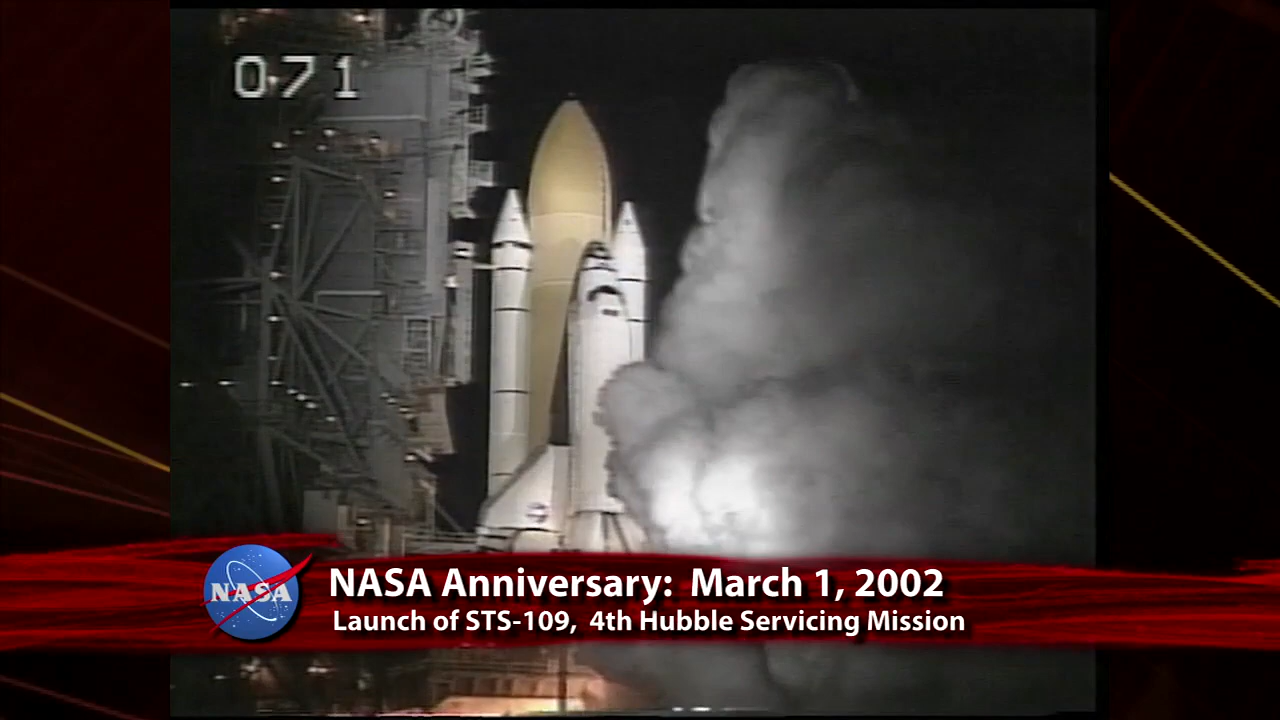 071
NASA
NASA Anniversary: March 1, 2002
Launch of STS-109, 4th Hubble Servicing Mission